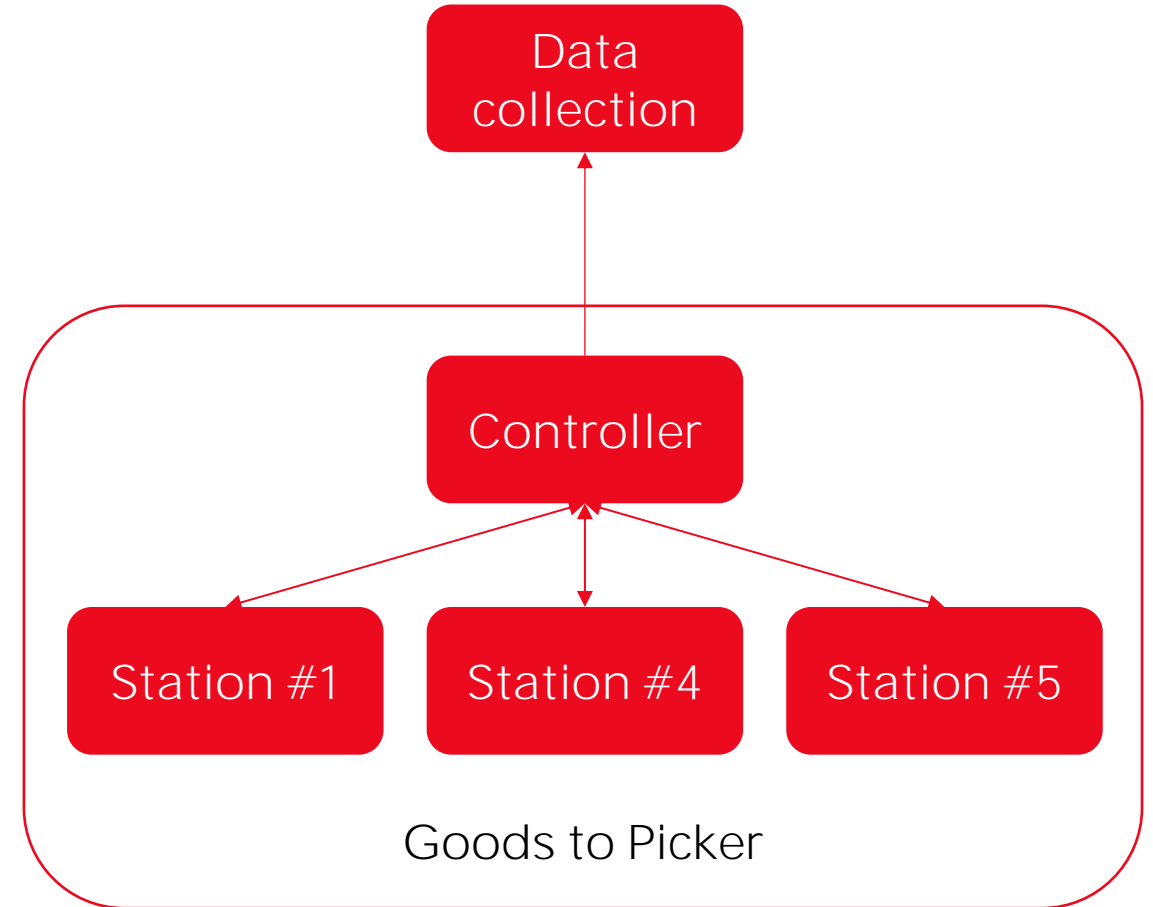 Data
collection
Controller
Station #1
Station #4
Station #5
Goods to Picker